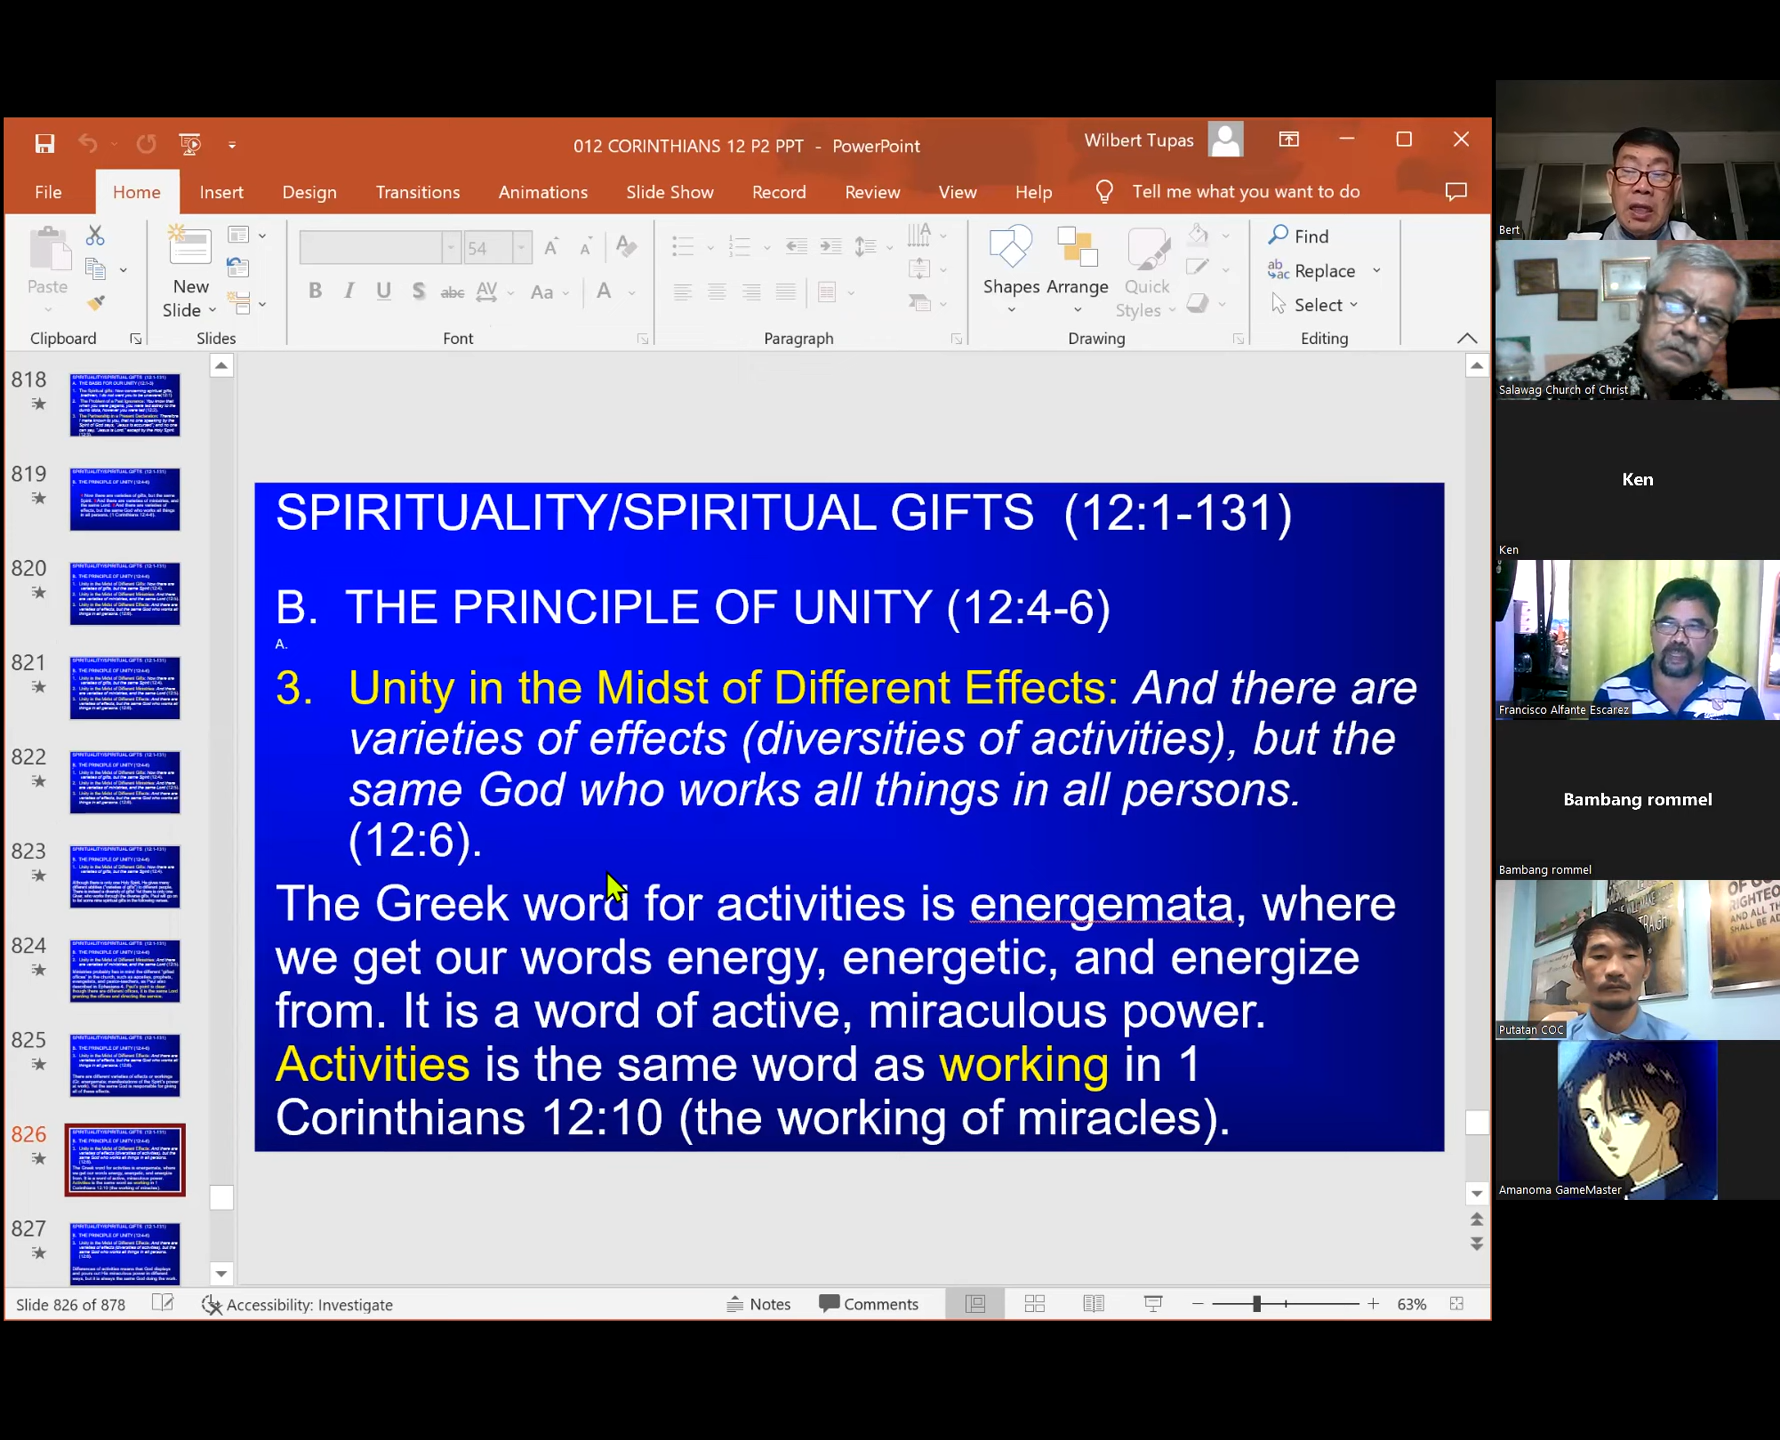 012 CORINTHIANS 12 P2 PPT - PowerPoint
Wilbert Tupas
File Home Insert Design Transitions Animations Slide Show Record Review View Help Tell me what you want to do
Paste
New
Slide
54
B I U S abc AV Aa A
Shapes Arrange Quick
Styles
Find
Replace
Select
Clipboard Slides Font Paragraph Drawing Editing
818
819
820
821
822
823
824
825
826
827
SPIRITUALITY/SPIRITUAL GIFTS (12:1-131)
B. THE PRINCIPLE OF UNITY (12:4-6)
A.
3. Unity in the Midst of Different Effects: And there are
varieties of effects (diversities of activities), but the
same God who works all things in all persons.
(12:6).
The Greek word for activities is energemata, where
we get our words energy, energetic, and energize
from. It is a word of active, miraculous power.
Activities is the same word as working in 1
Corinthians 12:10 (the working of miracles).
Slide 826 of 878 Accessibility: Investigate Notes Comments 63%
Bert
Salawag Church of Christ
Ken
Ken
Francisco Alfante Escarez
Bambang rommel
Bambang rommel
Putatan COC
Amanoma GameMaster